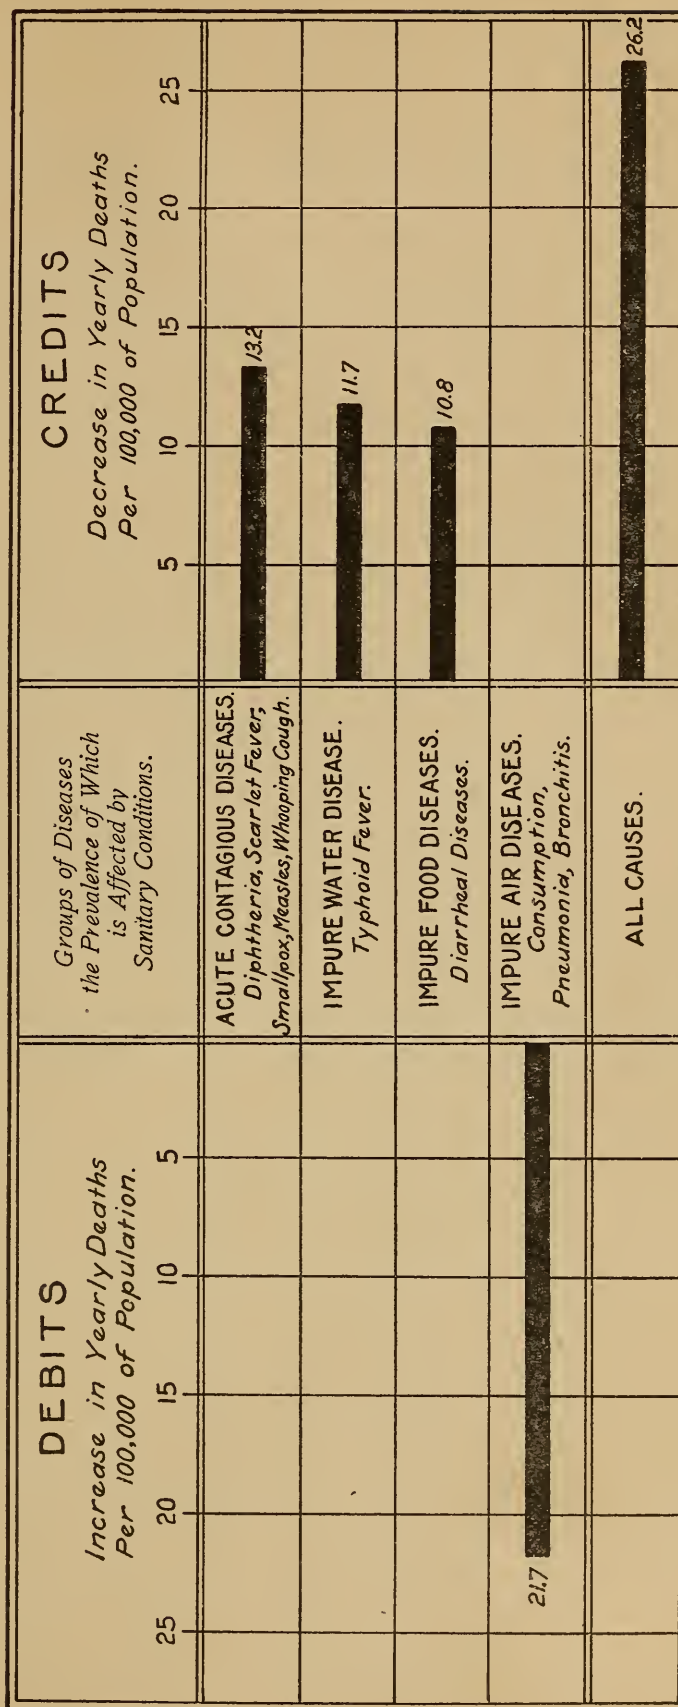 DEBITS
Increase in Yearly Deaths
Per 100,000 of Population.
25 20 15 10 5
Groups of Diseases
the Prevalence of Which
is Affected by
Sanitary Conditions.
CREDITS
Decrease in Yearly Deaths
Per 100,000 of Population.
5 10 15 20 25
ACUTE CONTAGIOUS DISEASES.
Diphtheria, Scarlet Fever,
Smallpox, Measles, Whooping Cough.
13.2
IMPURE WATER DISEASE.
Typhoid Fever.
11.7
IMPURE FOOD DISEASES.
Diarrheal Diseases.
10.8
21.7
IMPURE AIR DISEASES.
Consumption,
Pneumonia, Bronchitis.
ALL CAUSES.
26.2